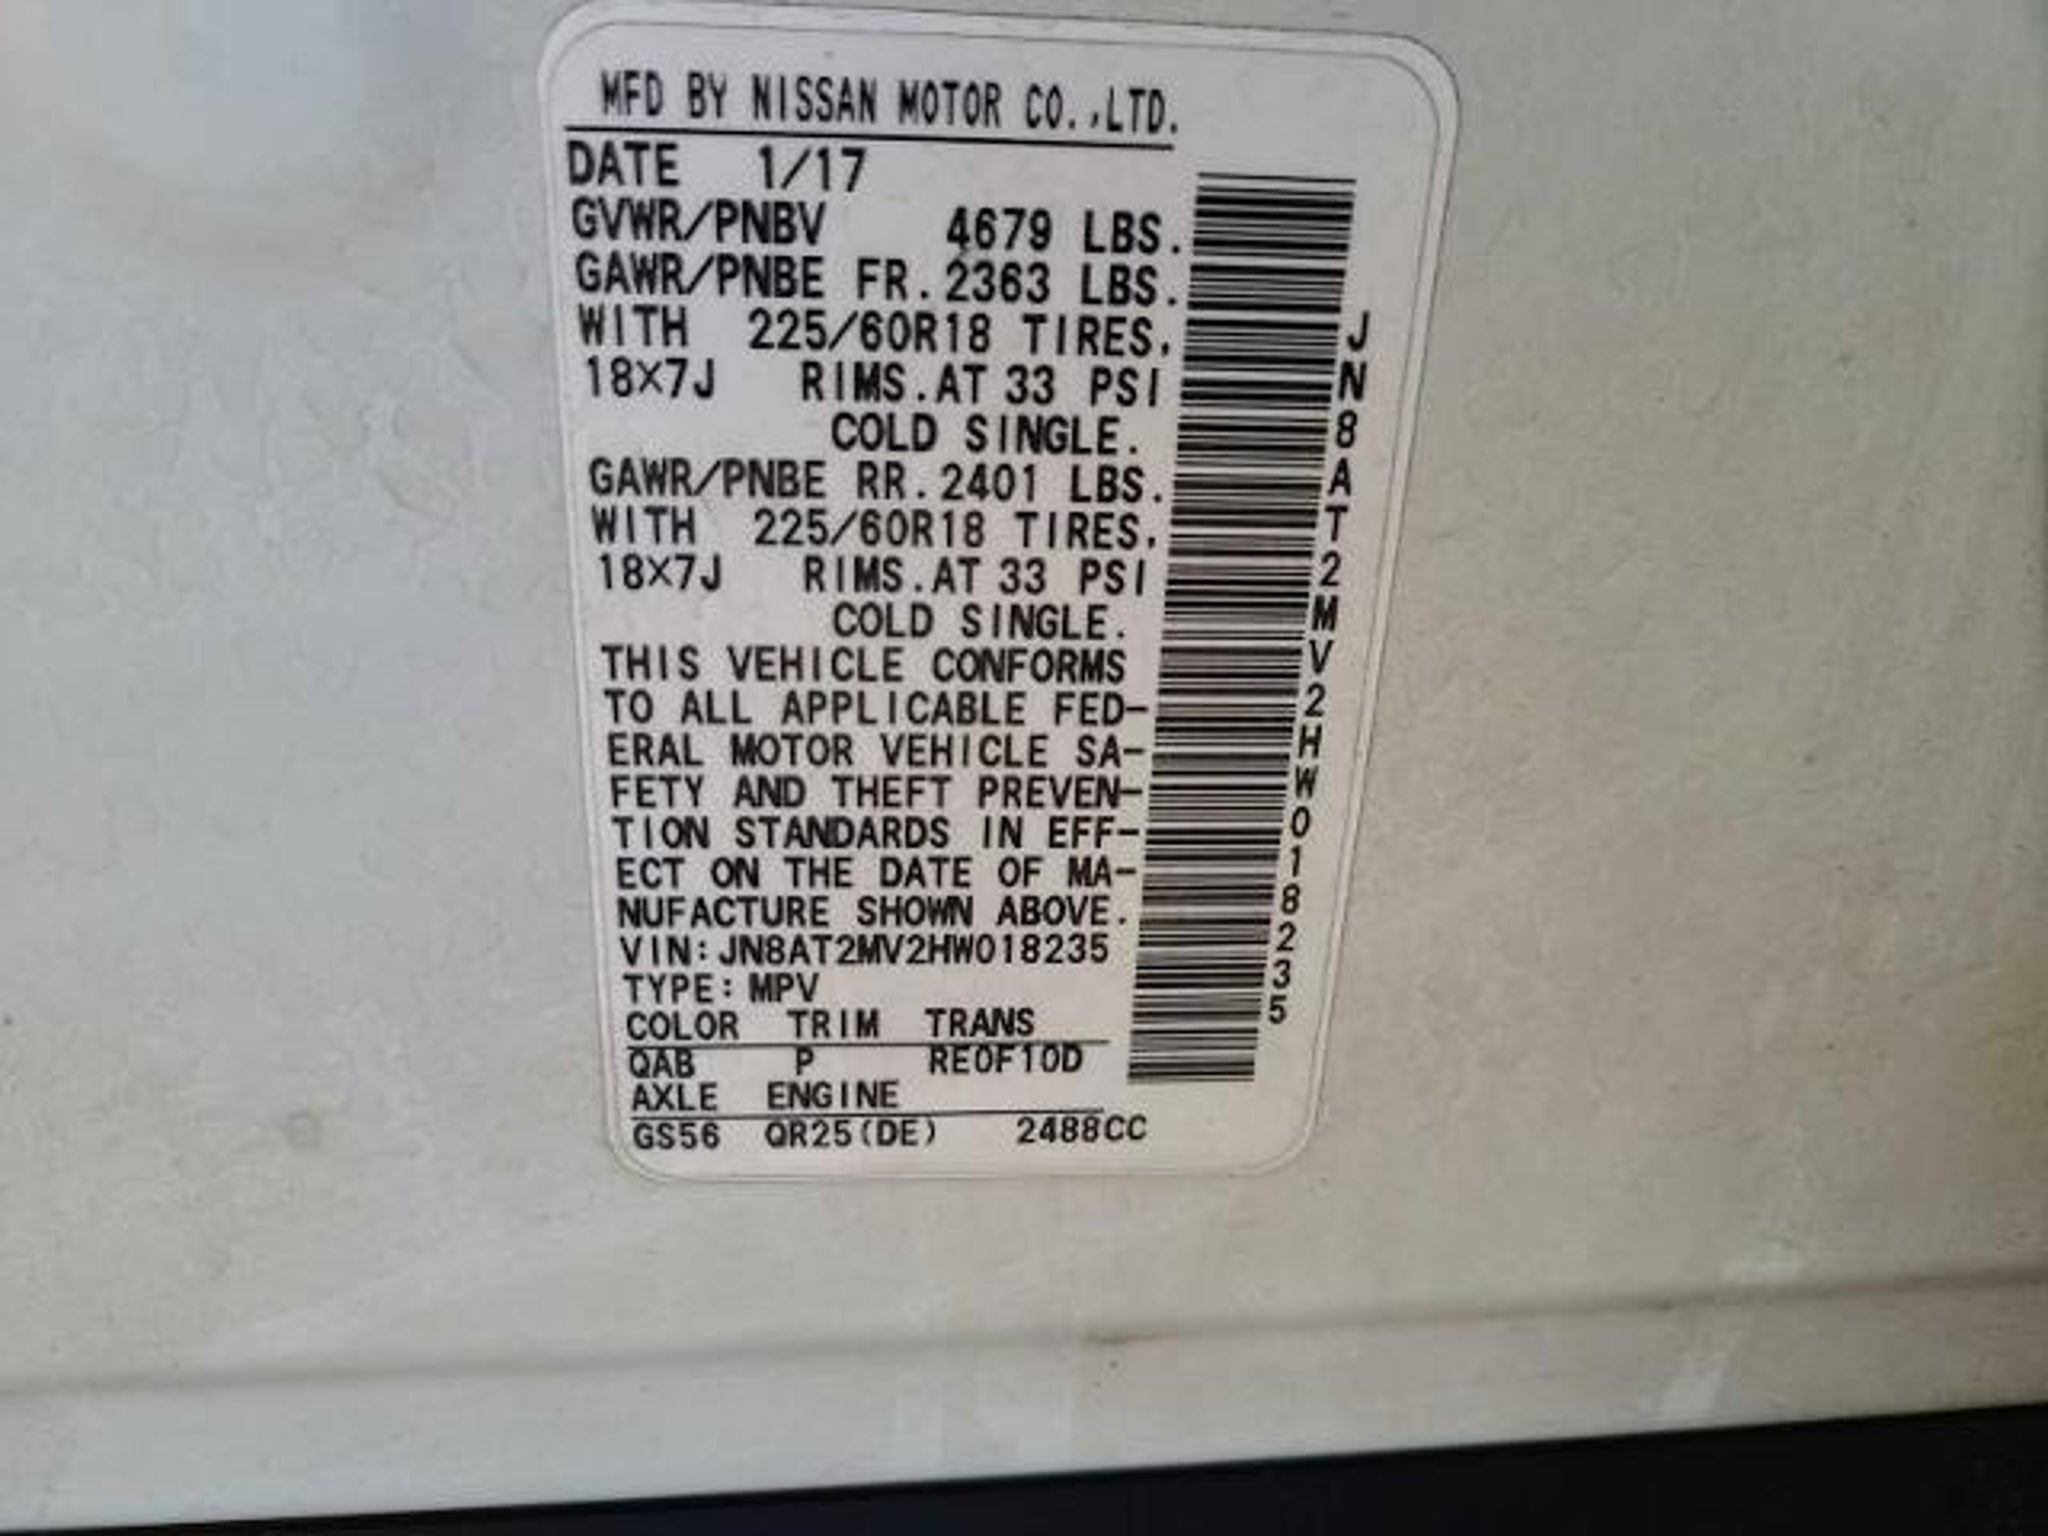 MFD BY NISSAN MOTOR CO.,LTD.
DATE 1/17
GVWR/PNBV 4679 LBS.
GAWR/PNBE FR.2363 LBS.
WITH 225/60R18 TIRES,
18X7J RIMS.AT 33 PSI
COLD SINGLE.
GAWR/PNBE RR.2401 LBS.
WITH 225/60R18 TIRES,
18X7J RIMS.AT 33 PSI
COLD SINGLE.
THIS VEHICLE CONFORMS
TO ALL APPLICABLE FED-
ERAL MOTOR VEHICLE SA-
FETY AND THEFT PREVEN-
TION STANDARDS IN EFF-
ECT ON THE DATE OF MA-
NUFACTURE SHOWN ABOVE.
VIN:JN8AT2MV2HW018235
TYPE:MPV
COLOR TRIM TRANS
QAB P RE0F10D
AXLE ENGINE
GS56 QR25(DE) 2488CC
JN8AT2MV2HW018235